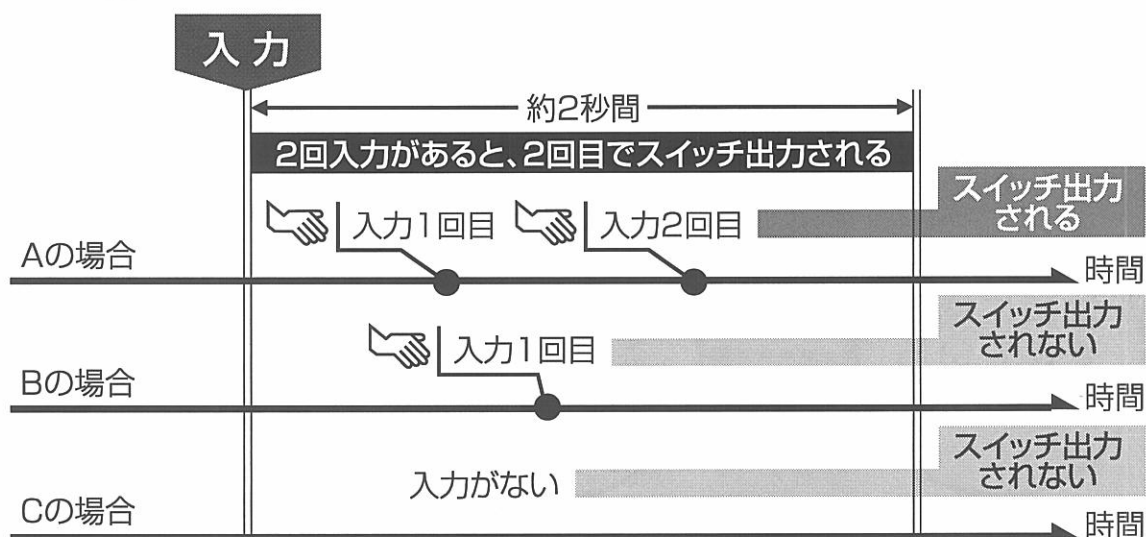 入力
約2秒間
2回入力があると、2回目でスイッチ出力される
スイッチ出力
される
入力1回目
入力2回目
Aの場合
時間
スイッチ出力
されない
入力1回目
Bの場合
時間
スイッチ出力
されない
入力がない
Cの場合
時間